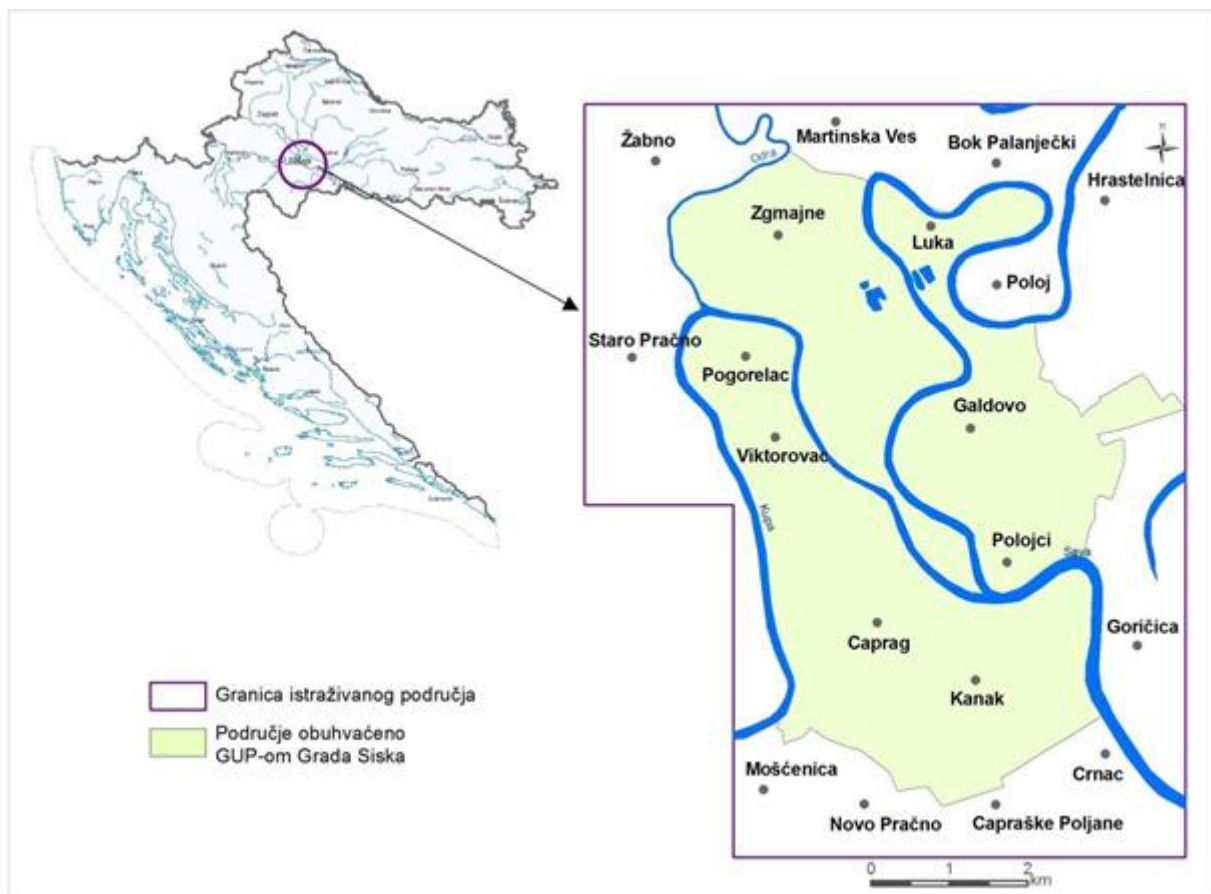 Žabno
Martinska Ves
Bok Palanječki
Hrastelnica
N
Odra
Zgmajne
Luka
Poloj
Staro Pračno
Pogorelac
Galdovo
Viktorovac
Kupa
Polojci
Sava
Goričica
Caprag
Kanak
Crnac
Mošćenica
Novo Pračno
Capraške Poljane
0 1 2
km
Granica istraživanog područja
Područje obuhvaćeno
GUP-om Grada Siska